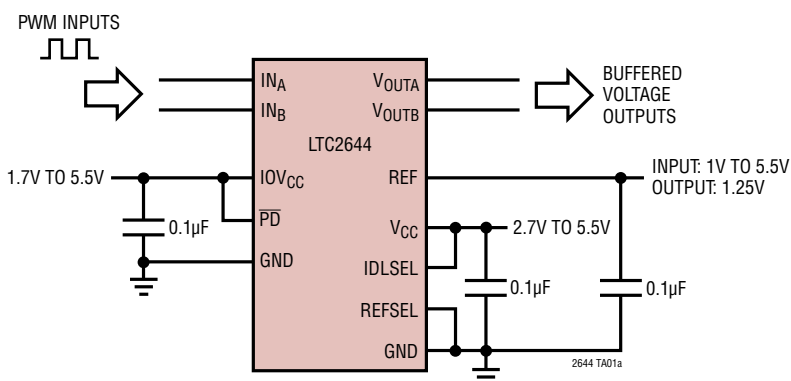 PWM INPUTS
IN_A
IN_B
V_OUTA
V_OUTB
BUFFERED
VOLTAGE
OUTPUTS
LTC2644
1.7V TO 5.5V
IOV_CC
REF
INPUT: 1V TO 5.5V
OUTPUT: 1.25V
0.1µF
PD
V_CC
2.7V TO 5.5V
GND
IDLSEL
0.1µF
0.1µF
REFSEL
GND
2644 TA01a